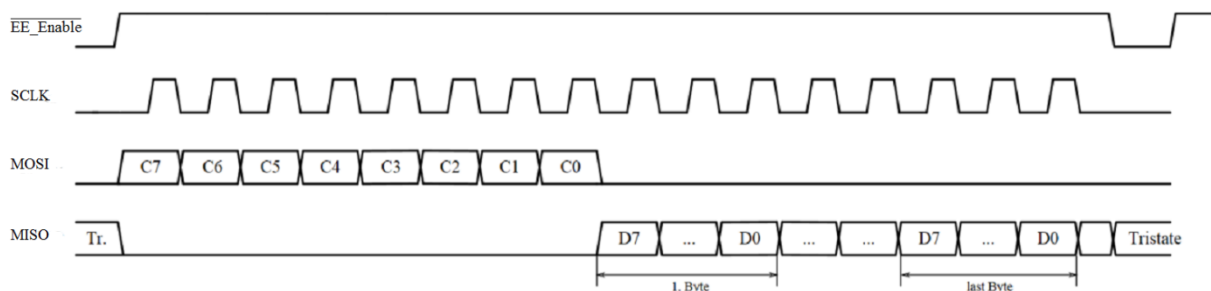 EE_Enable
SCLK
MOSI C7 C6 C5 C4 C3 C2 C1 C0
MISO Tr. D7 ... D0 ... ... D7 ... D0 Tristate
1. Byte last Byte